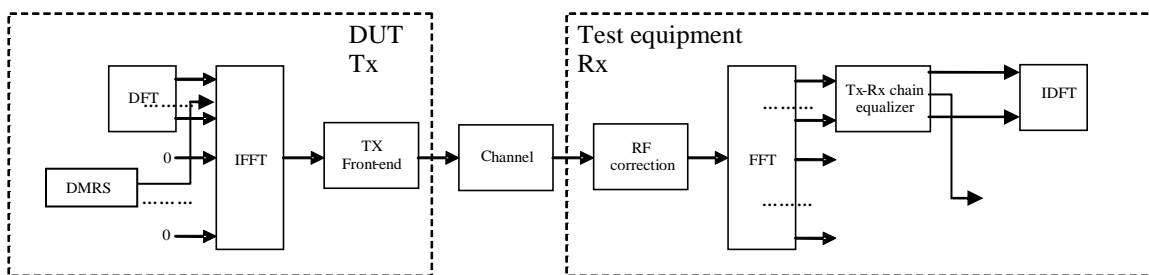 DUT
Tx
DFT
………
0
DMRS
………
0
IFFT
TX
Front-end
Channel
Test equipment
Rx
RF
correction
FFT
………
………
Tx-Rx chain
equalizer
IDFT